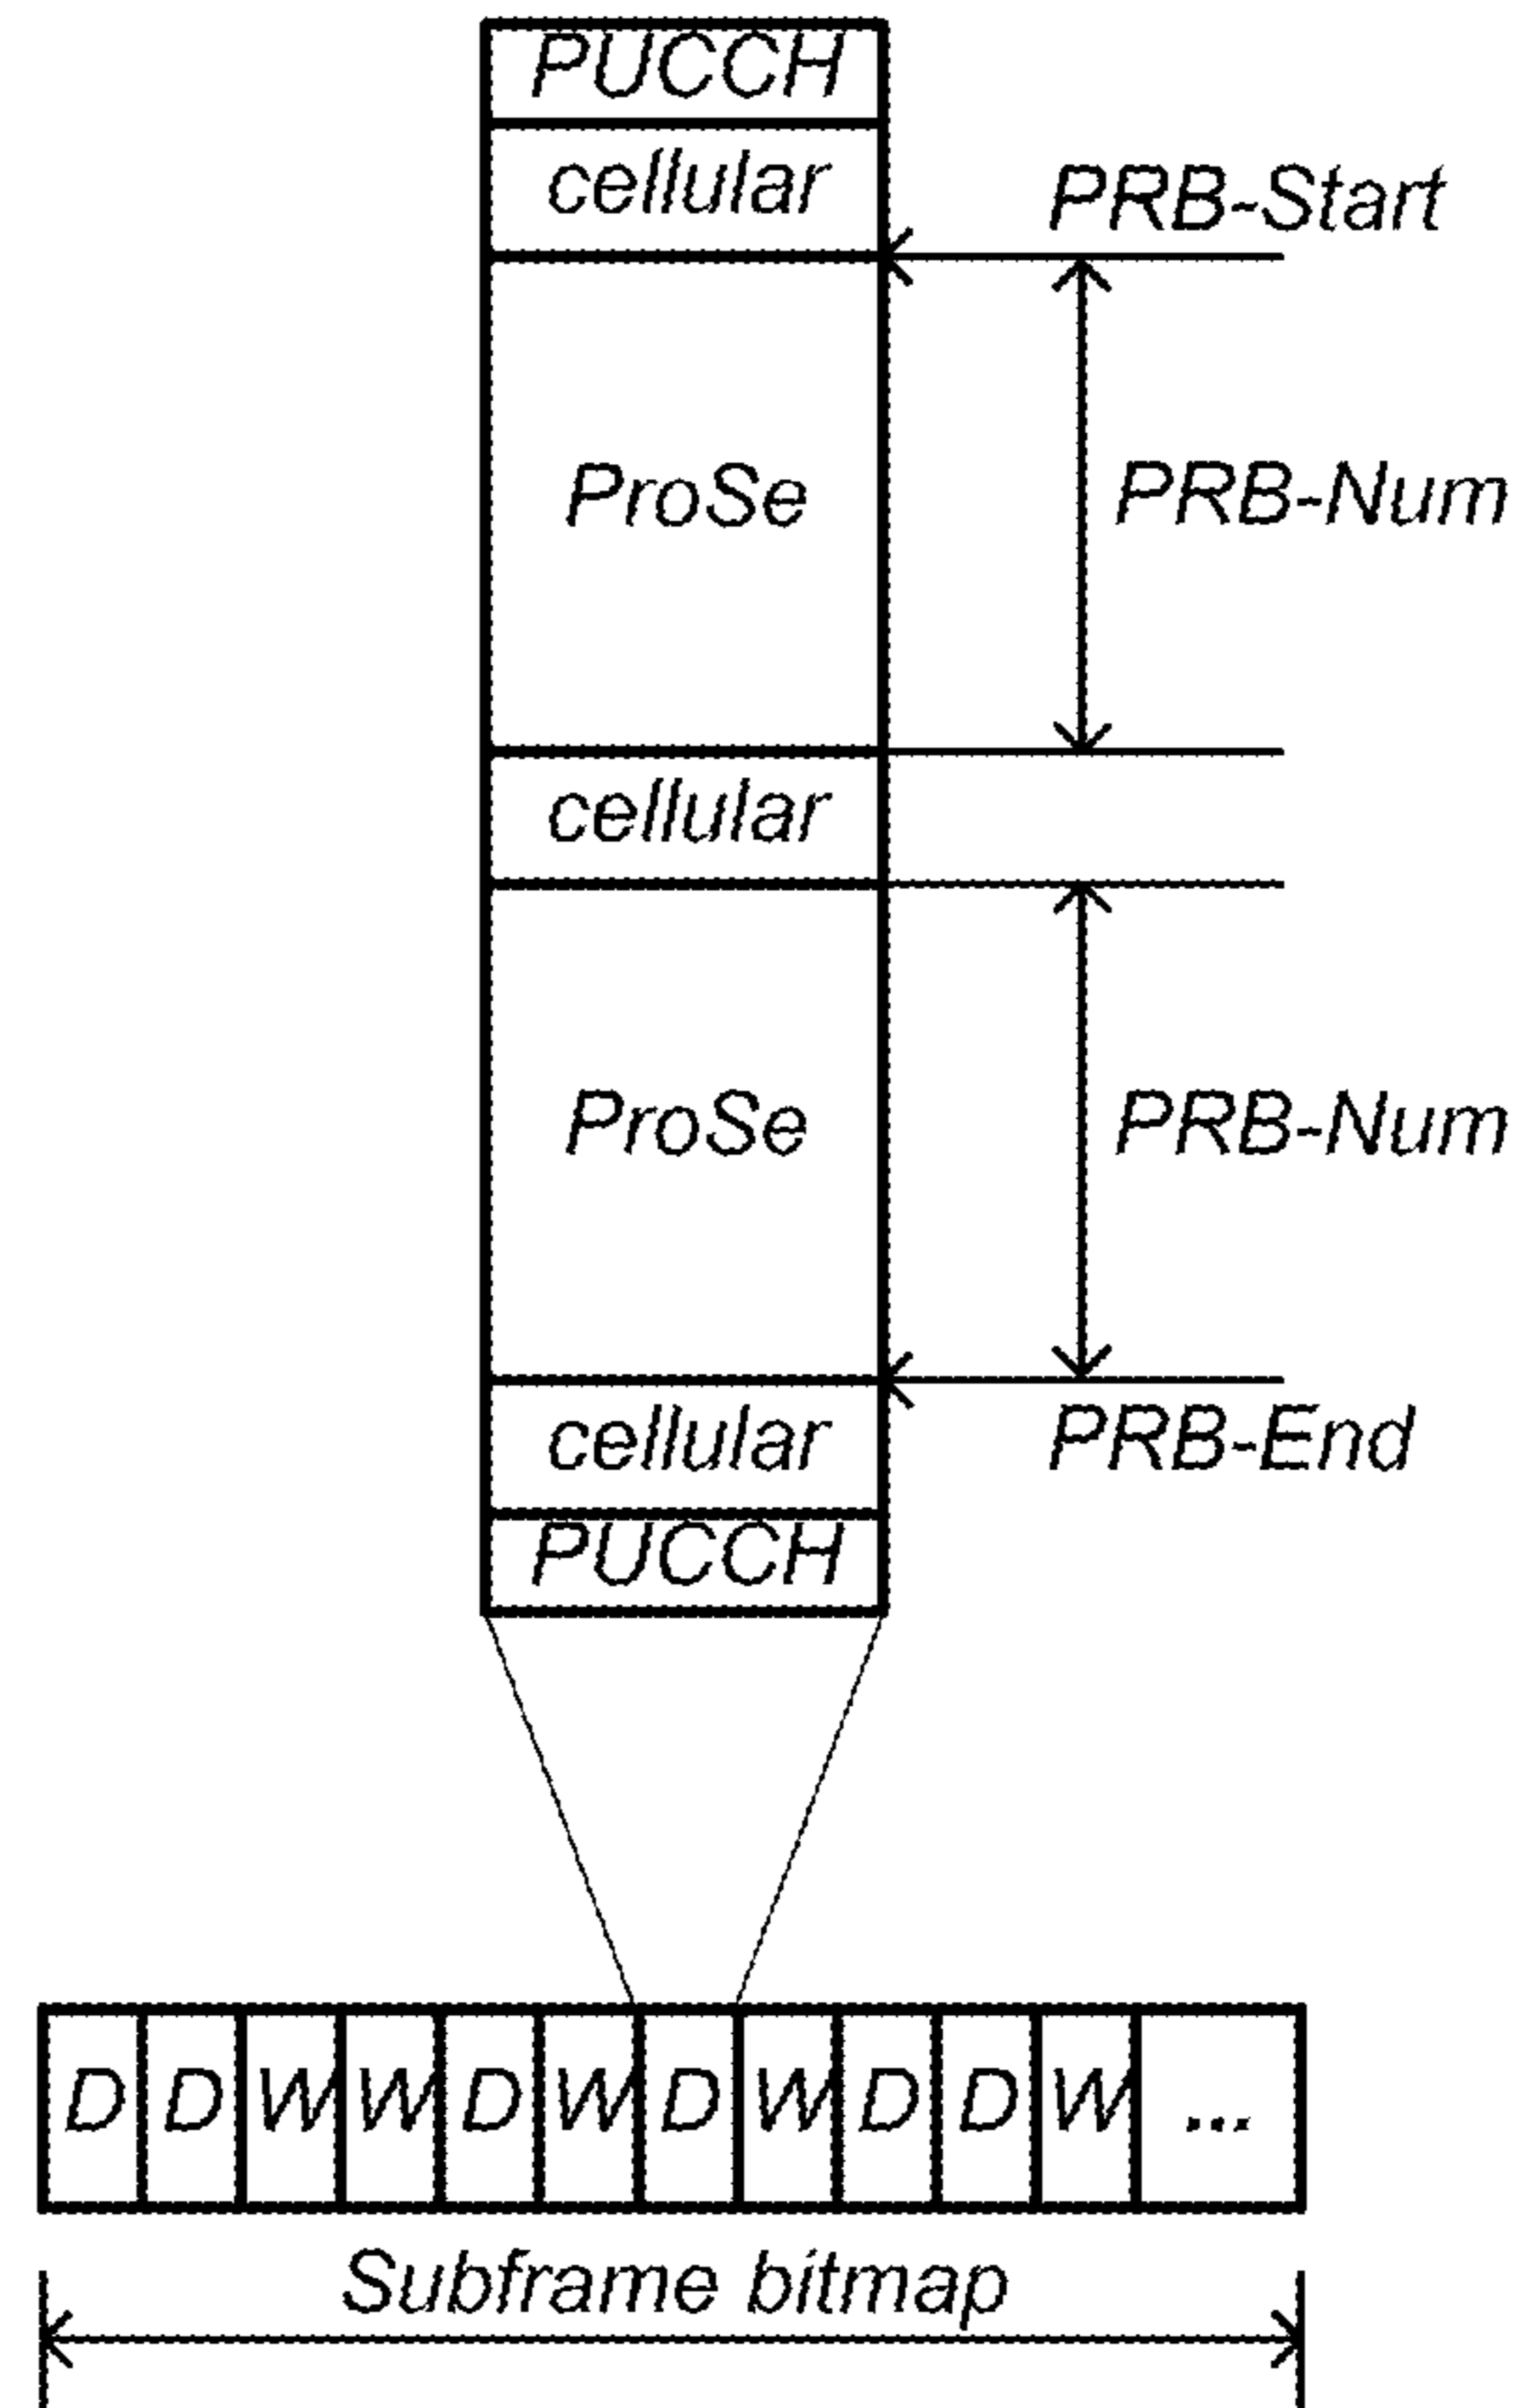 PUCCH
cellular
PRB-Start
ProSe
PRB-Num
cellular
ProSe
PRB-Num
cellular
PRB-End
PUCCH
D D W W D W D W D D W ...
Subframe bitmap